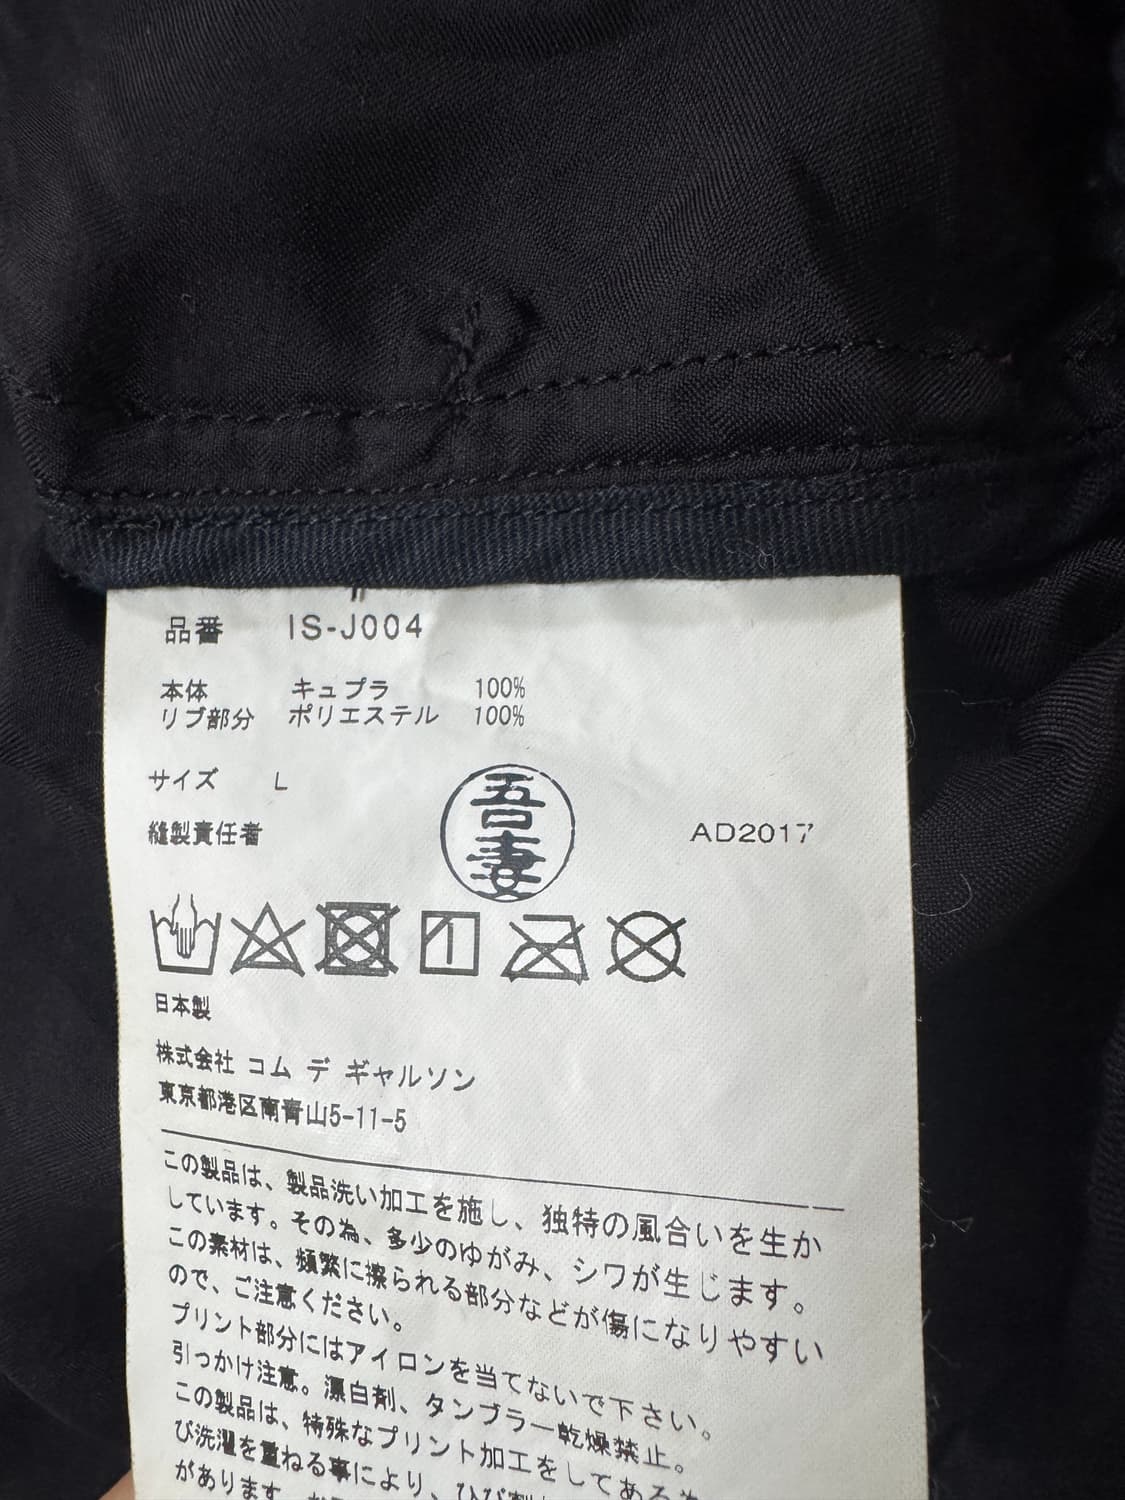 品番 IS-J004
本体 キュプラ 100%
リブ部分 ポリエステル 100%
サイズ L
縫製責任者 吾妻 AD2017
日本製
株式会社 コム デ ギャルソン
東京都港区南青山5-11-5
この製品は、製品洗い加工を施し、独特の風合いを生か
しています。その為、多少のゆがみ、シワが生じます。
この素材は、頻繁に擦られる部分などが傷になりやすい
ので、ご注意ください。
プリント部分にはアイロンを当てないで下さい。
引っかけ注意。漂白剤、タンブラー乾燥禁止。
この製品は、特殊なプリント加工をしてある為
び洗濯を重ねる事により、ひび割
があります